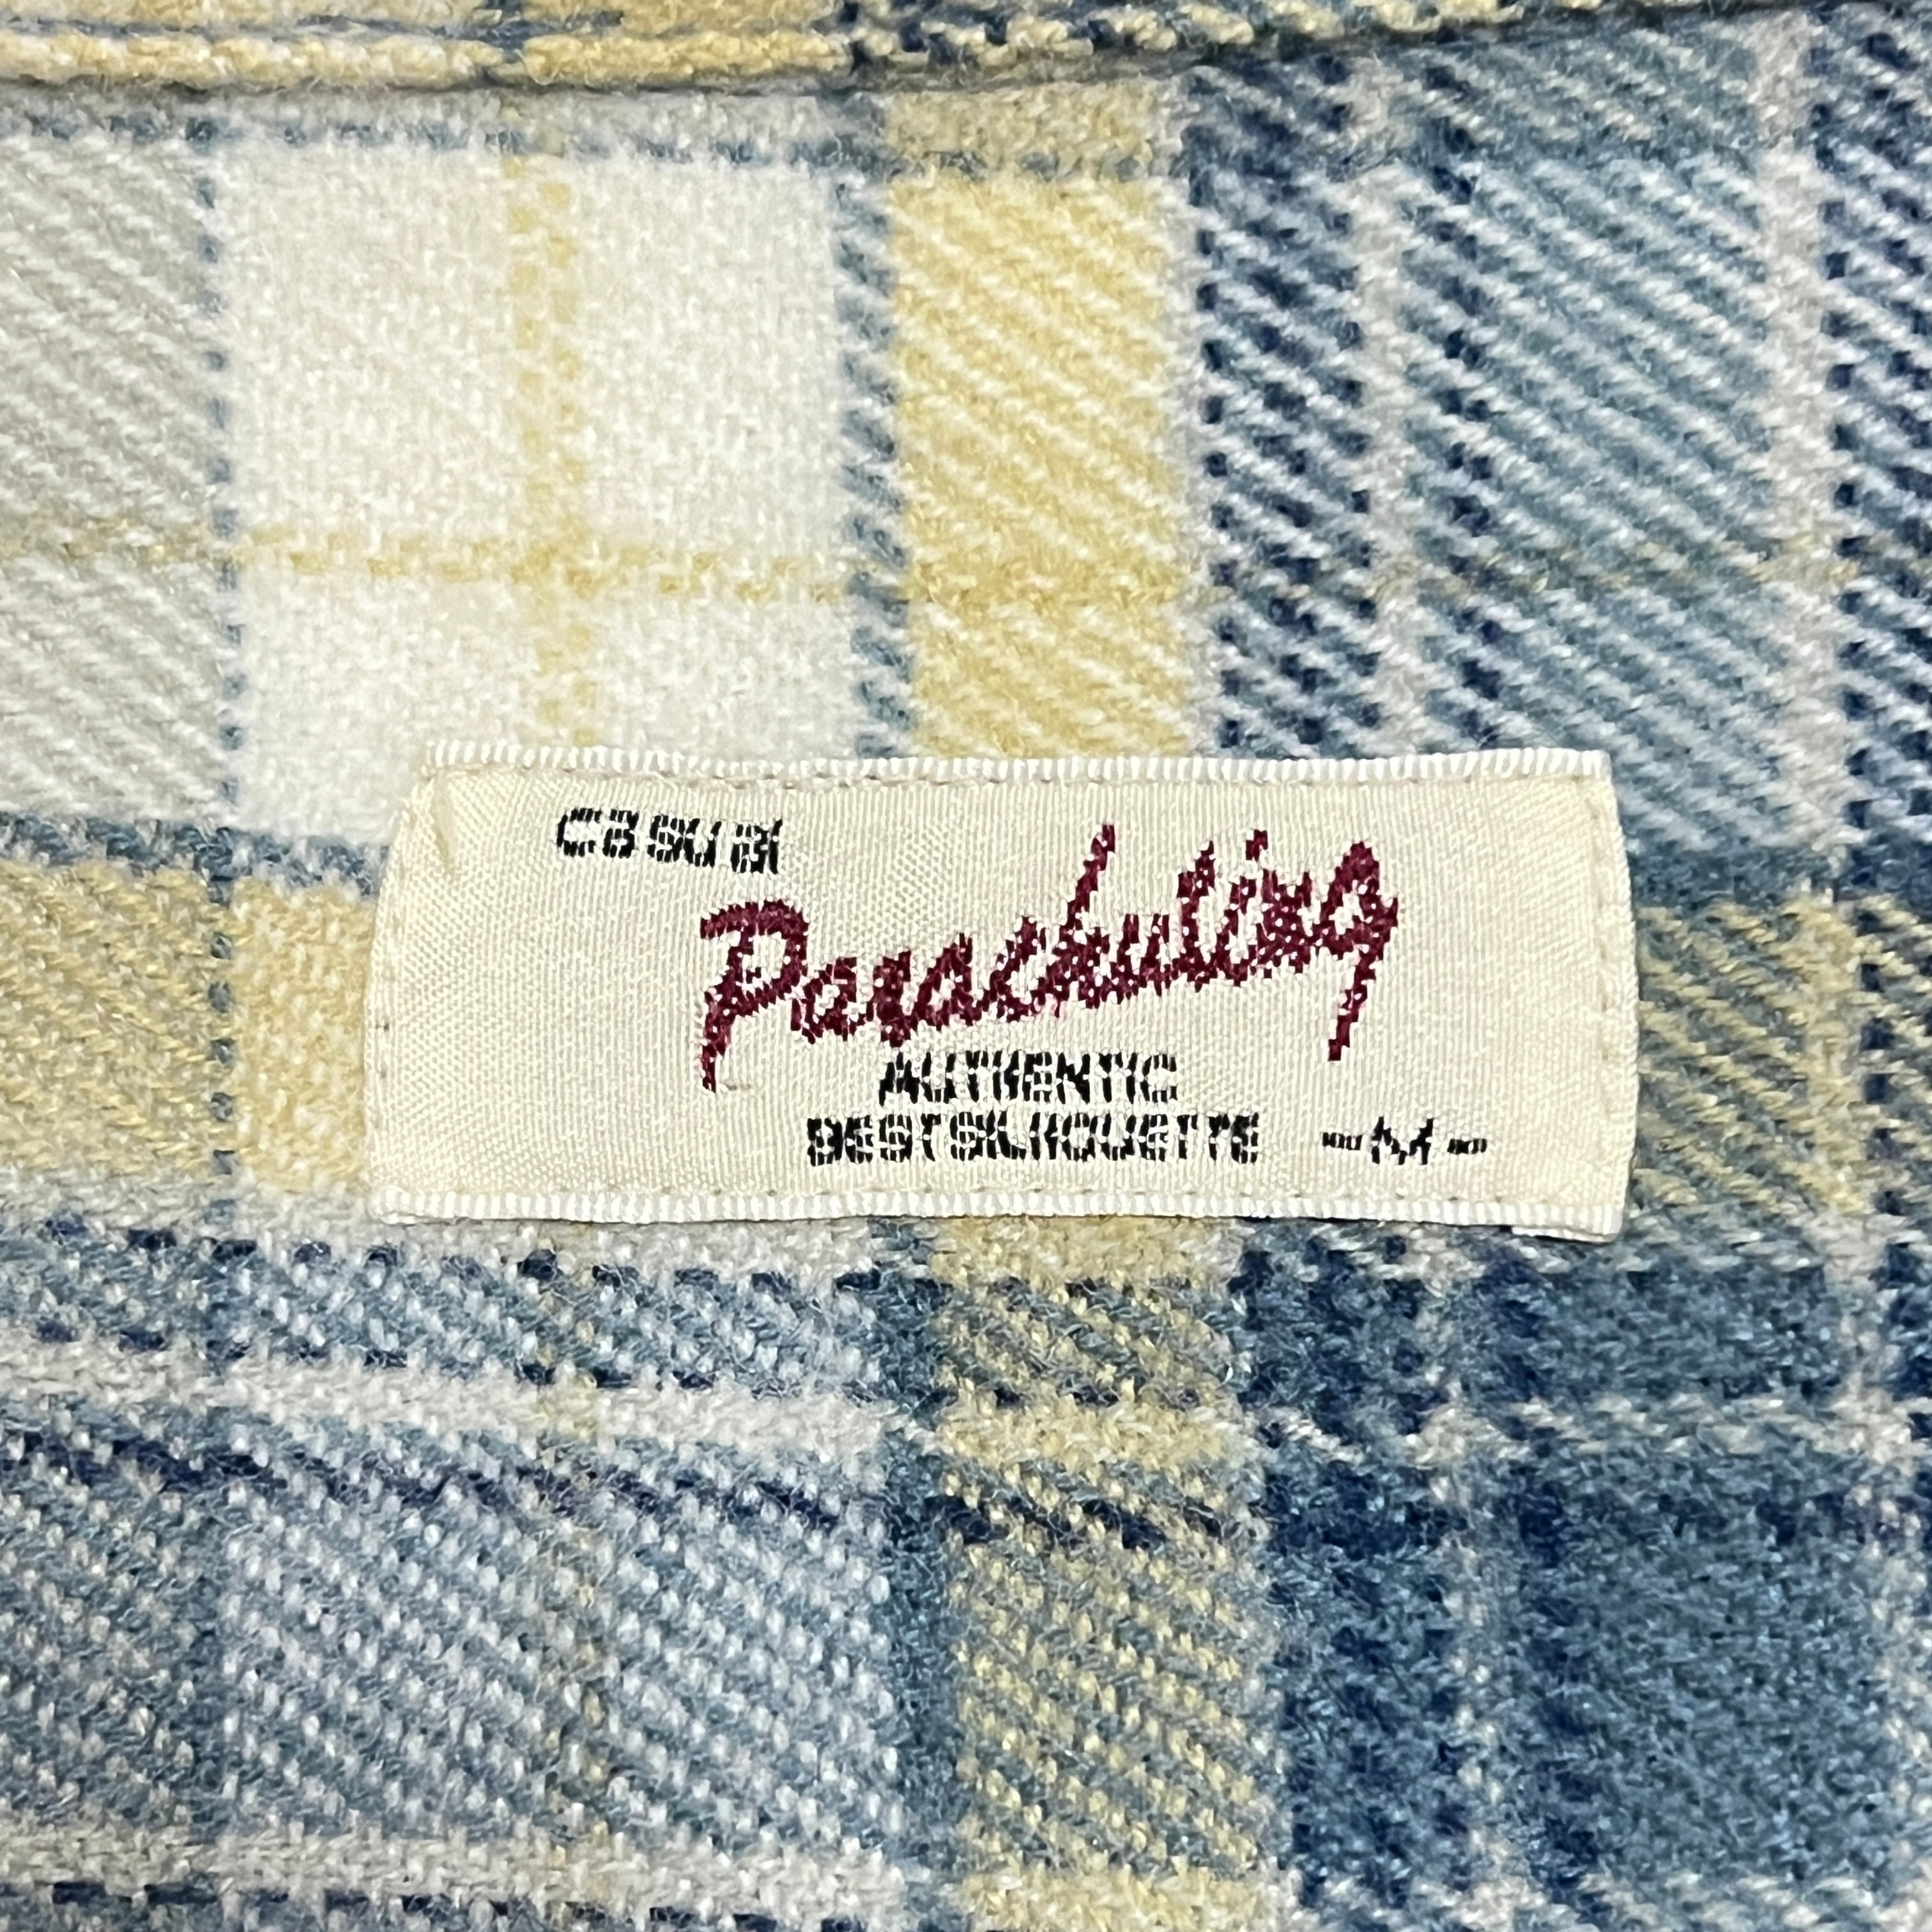 casual
Parachuting
AUTHENTIC
BEST SILHOUETTE -M-